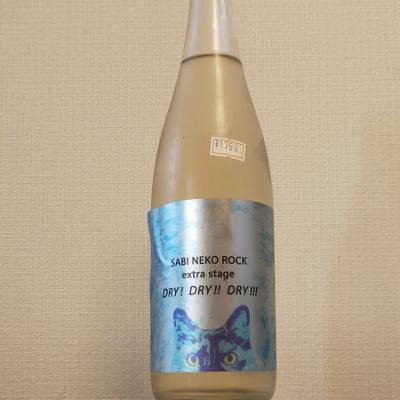 SABI NEKO ROCK
extra stage
DRY! DRY!! DRY!!!